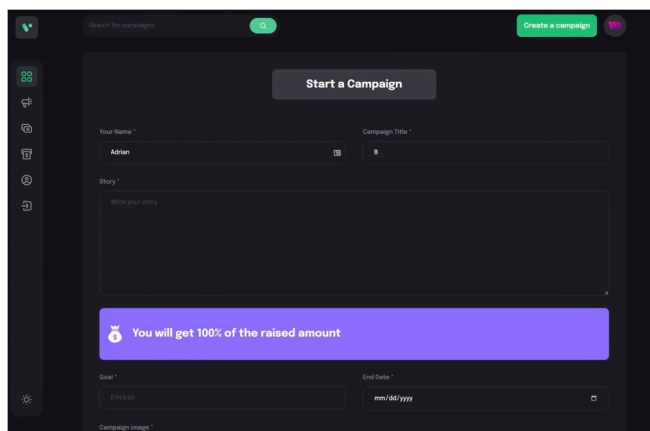 Search for campaigns
Create a campaign
Start a Campaign
Your Name *
Campaign Title *
Adrian
B
Story *
Write your story
You will get 100% of the raised amount
Goal *
End Date *
ETH 0.50
mm/dd/yyyy
Campaign image *